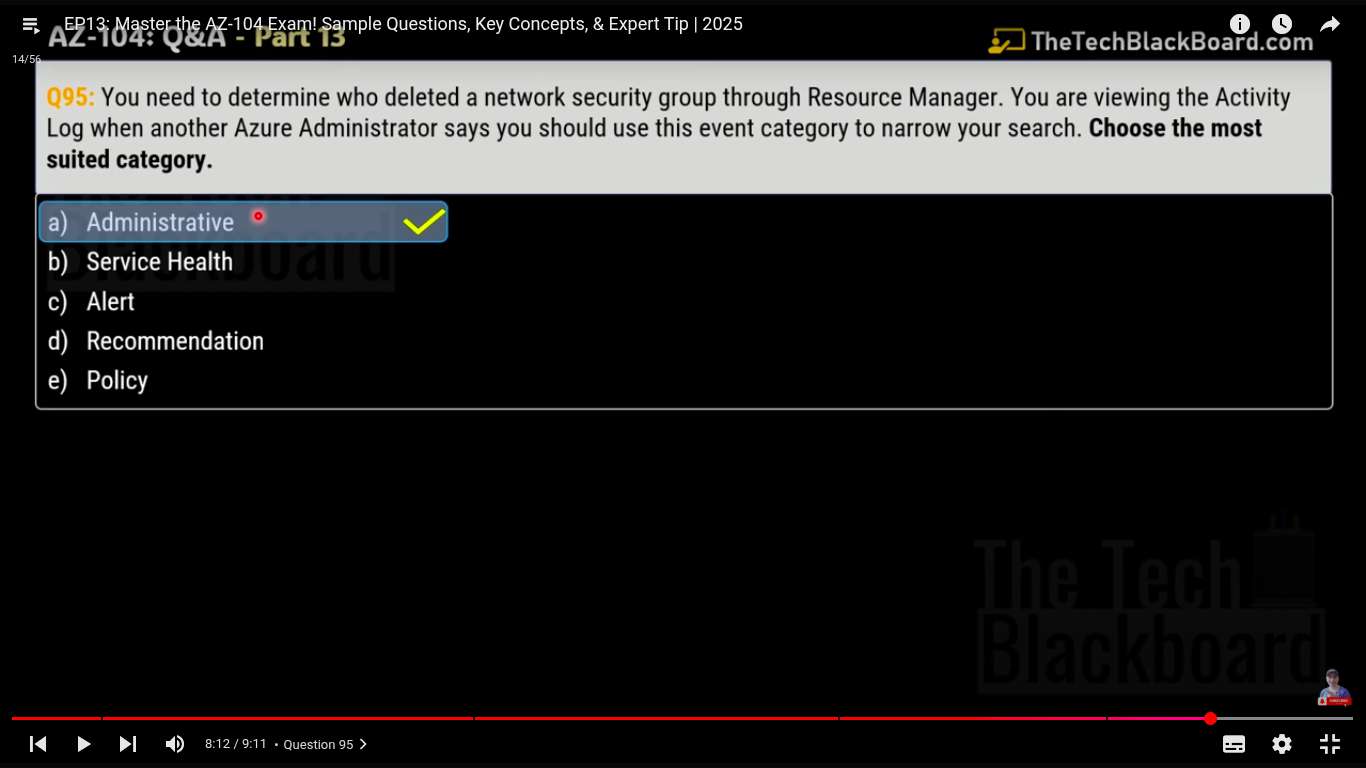 EP13: Master the AZ-104 Exam! Sample Questions, Key Concepts, & Expert Tip | 2025
AZ-104: Q&A - Part 13
TheTechBlackBoard.com
14/56
Q95: You need to determine who deleted a network security group through Resource Manager. You are viewing the Activity
Log when another Azure Administrator says you should use this event category to narrow your search. Choose the most
suited category.
a) Administrative
b) Service Health
c) Alert
d) Recommendation
e) Policy
The Tech
Blackboard
8:12 / 9:11 • Question 95